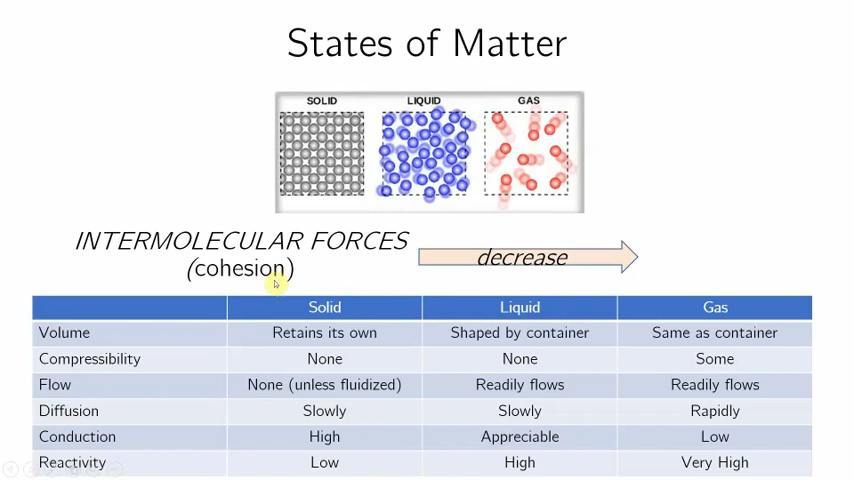 States of Matter
SOLID LIQUID GAS
INTERMOLECULAR FORCES
(cohesion)
decrease
Solid Liquid Gas
Volume Retains its own Shaped by container Same as container
Compressibility None None Some
Flow None (unless fluidized) Readily flows Readily flows
Diffusion Slowly Slowly Rapidly
Conduction High Appreciable Low
Reactivity Low High Very High